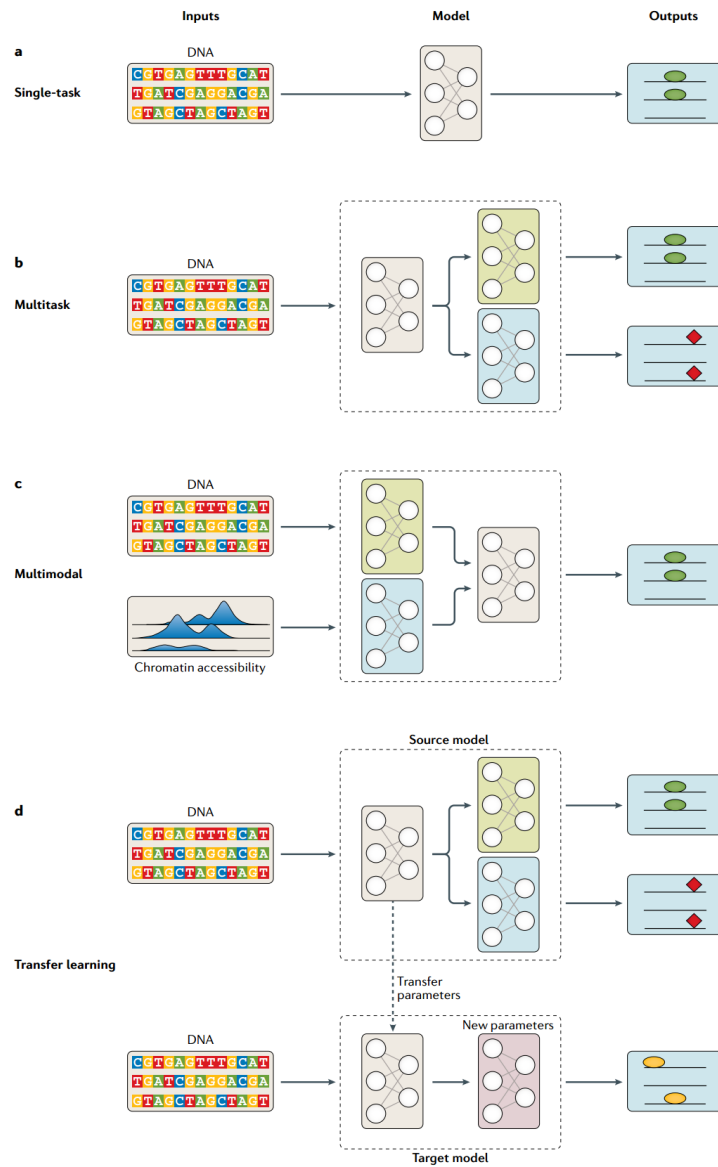 Inputs Model Outputs
a
DNA
Single-task
CGTGAGTTTGCAT
TGATCGAGGACGA
GTAGCTAGCTAGT
b
DNA
Multitask
CGTGAGTTTGCAT
TGATCGAGGACGA
GTAGCTAGCTAGT
c
DNA
CGTGAGTTTGCAT
TGATCGAGGACGA
GTAGCTAGCTAGT
Multimodal
Chromatin accessibility
Source model
d
DNA
CGTGAGTTTGCAT
TGATCGAGGACGA
GTAGCTAGCTAGT
Transfer learning
Transfer
parameters
DNA
New parameters
CGTGAGTTTGCAT
TGATCGAGGACGA
GTAGCTAGCTAGT
Target model